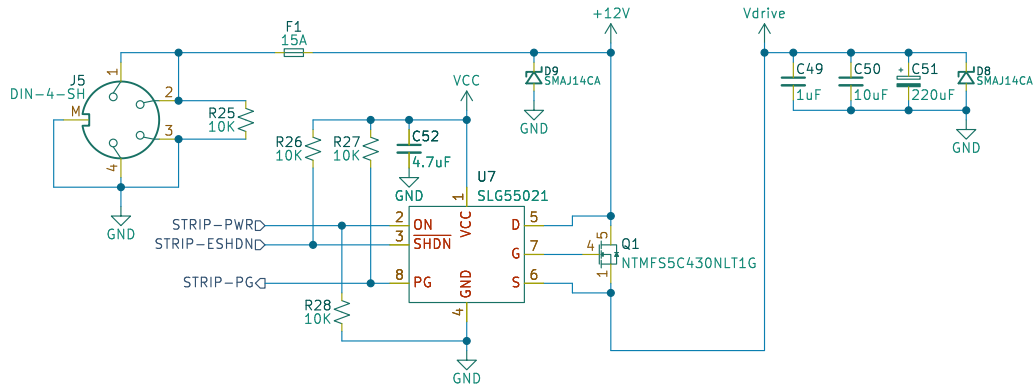 +12V
Vdrive
F1
15A
J5
DIN-4-SH
1
2
M
3
4
R25
10K
GND
D9
SMAJ14CA
GND
C49
1uF
C50
10uF
C51
220uF
D8
SMAJ14CA
GND
VCC
R26
10K
R27
10K
C52
4.7uF
GND
U7
SLG55021
STRIP-PWR
STRIP-ESHDN
STRIP-PG
R28
10K
1
VCC
2
ON
3
SHDN
8
PG
GND
4
D
5
G
7
S
6
GND
Q1
NTMFS5C430NLT1G
5
4
1